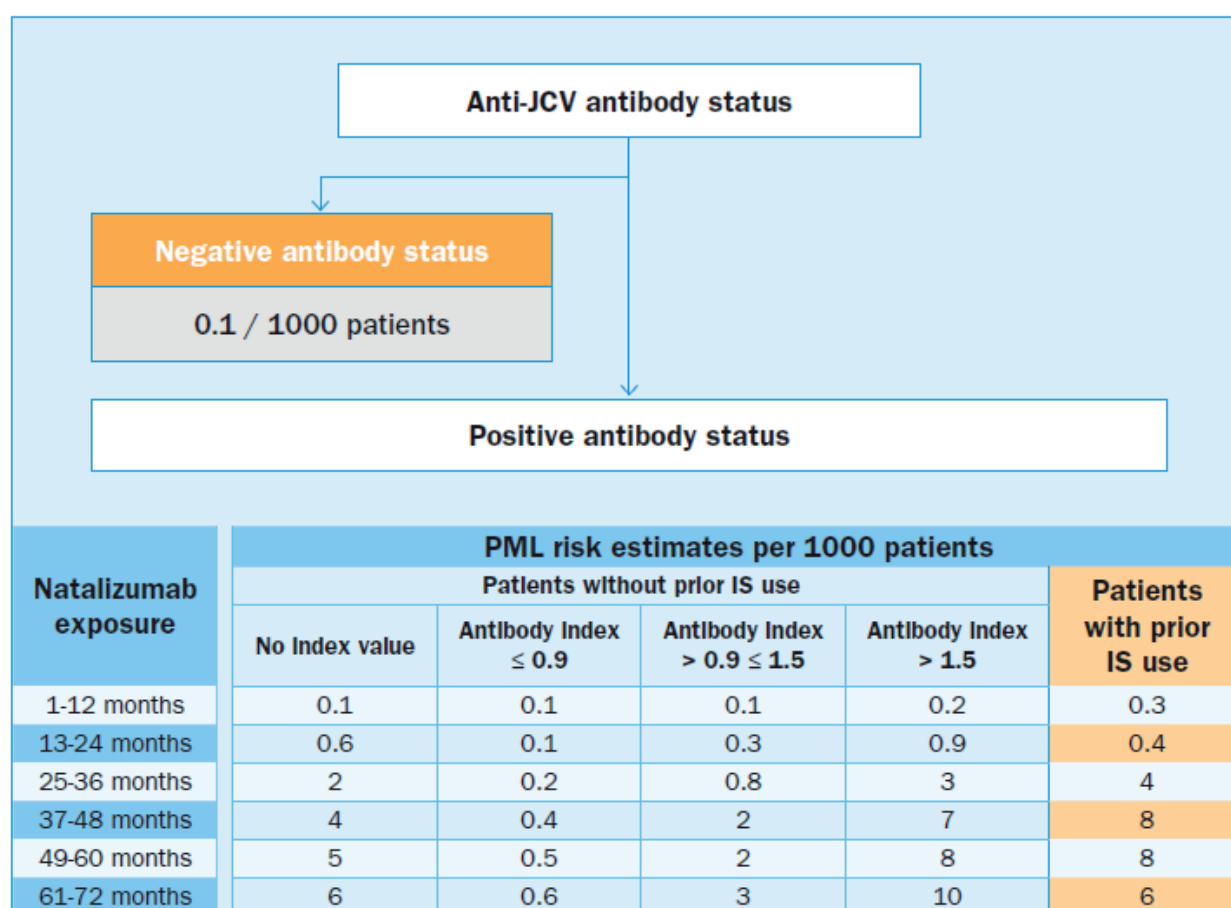 Anti-JCV antibody status
Negative antibody status
0.1 / 1000 patients
Positive antibody status
Natalizumab
exposure
PML risk estimates per 1000 patients
Patients without prior IS use
Patients
with prior
IS use
No Index value
Antibody Index
≤ 0.9
Antibody Index
> 0.9 ≤ 1.5
Antibody Index
> 1.5
1-12 months 0.1 0.1 0.1 0.2 0.3
13-24 months 0.6 0.1 0.3 0.9 0.4
25-36 months 2 0.2 0.8 3 4
37-48 months 4 0.4 2 7 8
49-60 months 5 0.5 2 8 8
61-72 months 6 0.6 3 10 6